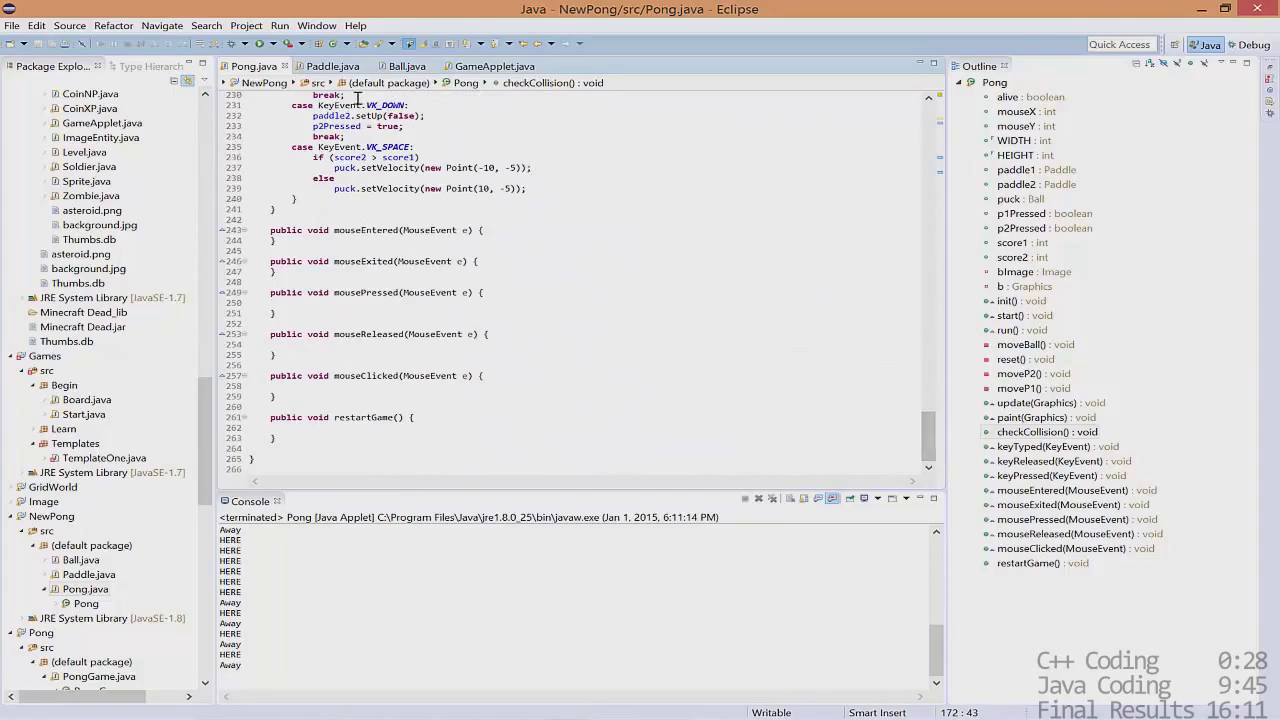 Java - NewPong/src/Pong.java - Eclipse
File Edit Source Refactor Navigate Search Project Run Window Help
Quick Access Java Debug
Package Explo... Type Hierarch
CoinNP.java
CoinXP.java
GameApplet.java
ImageEntity.java
Level.java
Soldier.java
Sprite.java
Zombie.java
asteroid.png
background.jpg
Thumbs.db
asteroid.png
background.jpg
Thumbs.db
JRE System Library [JavaSE-1.7]
Minecraft Dead_lib
Minecraft Dead.jar
Thumbs.db
Games
src
Begin
Board.java
Start.java
Learn
Templates
TemplateOne.java
JRE System Library [JavaSE-1.7]
GridWorld
Image
NewPong
src
(default package)
Ball.java
Paddle.java
Pong.java
Pong
JRE System Library [JavaSE-1.8]
Pong
src
(default package)
PongGame.java
Pong.java Paddle.java Ball.java GameApplet.java
NewPong src (default package) Pong checkCollision() : void
230 break;
231 case KeyEvent.VK_DOWN:
232 paddle2.setUp(false);
233 p2Pressed = true;
234 break;
235 case KeyEvent.VK_SPACE:
236 if (score2 > score1)
237 puck.setVelocity(new Point(-10, -5));
238 else
239 puck.setVelocity(new Point(10, -5));
240 }
241 }
242
243 public void mouseEntered(MouseEvent e) {
244 }
245
246 public void mouseExited(MouseEvent e) {
247 }
248
249 public void mousePressed(MouseEvent e) {
250
251 }
252
253 public void mouseReleased(MouseEvent e) {
254
255 }
256
257 public void mouseClicked(MouseEvent e) {
258
259 }
260
261 public void restartGame() {
262
263 }
264
265 }
266
Console
<terminated> Pong [Java Applet] C:\Program Files\Java\jre1.8.0_25\bin\javaw.exe (Jan 1, 2015, 6:11:14 PM)
Away
HERE
HERE
HERE
HERE
HERE
HERE
Away
HERE
Away
HERE
Away
HERE
Away
Outline
Pong
alive : boolean
mouseX : int
mouseY : int
WIDTH : int
HEIGHT : int
paddle1 : Paddle
paddle2 : Paddle
puck : Ball
p1Pressed : boolean
p2Pressed : boolean
score1 : int
score2 : int
bImage : Image
b : Graphics
init() : void
start() : void
run() : void
moveBall() : void
reset() : void
moveP2() : void
moveP1() : void
update(Graphics) : void
paint(Graphics) : void
checkCollision() : void
keyTyped(KeyEvent) : void
keyReleased(KeyEvent) : void
keyPressed(KeyEvent) : void
mouseEntered(MouseEvent) : void
mouseExited(MouseEvent) : void
mousePressed(MouseEvent) : void
mouseReleased(MouseEvent) : void
mouseClicked(MouseEvent) : void
restartGame() : void
C++ Coding 0:28
Java Coding 9:45
Final Results 16:11
Writable Smart Insert 172 : 43